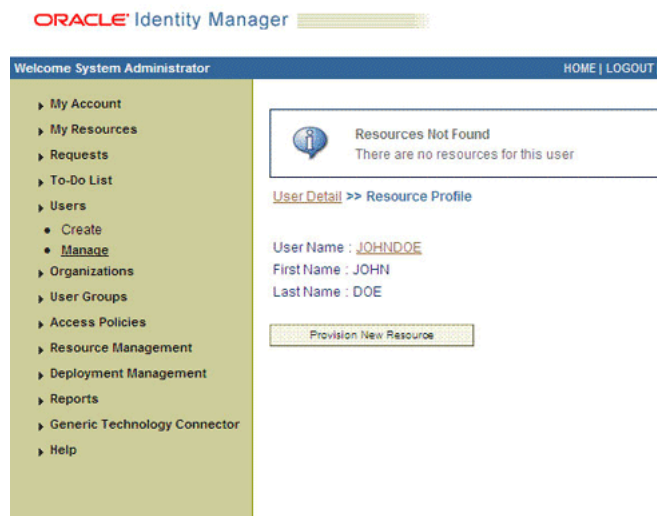 ORACLE Identity Manager
Welcome System Administrator
HOME | LOGOUT
My Account
My Resources
Requests
To-Do List
Users
Create
Manage
Organizations
User Groups
Access Policies
Resource Management
Deployment Management
Reports
Generic Technology Connector
Help
Resources Not Found
There are no resources for this user
User Detail >> Resource Profile
User Name : JOHNDOE
First Name : JOHN
Last Name : DOE
Provision New Resource